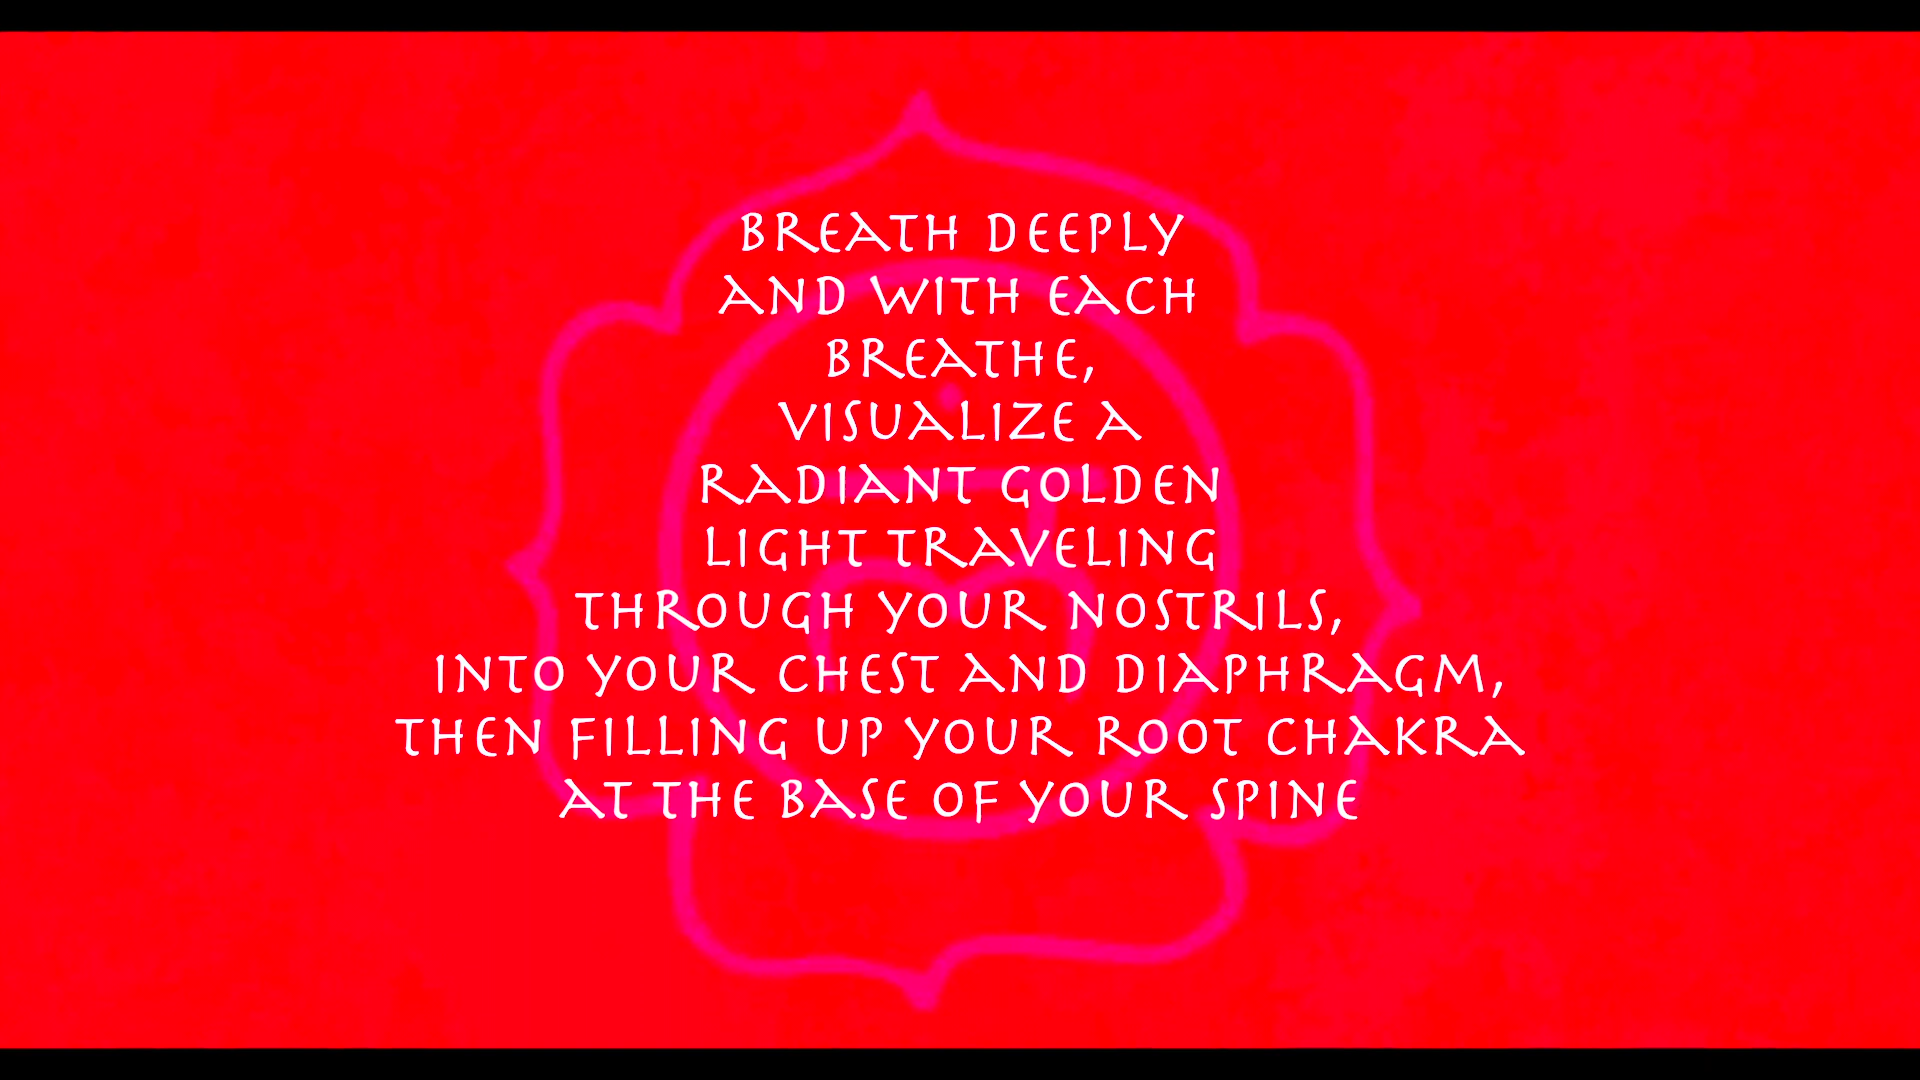 BREATH DEEPLY
AND WITH EACH
BREATHE,
VISUALIZE A
RADIANT GOLDEN
LIGHT TRAVELING
THROUGH YOUR NOSTRILS,
INTO YOUR CHEST AND DIAPHRAGM,
THEN FILLING UP YOUR ROOT CHAKRA
AT THE BASE OF YOUR SPINE